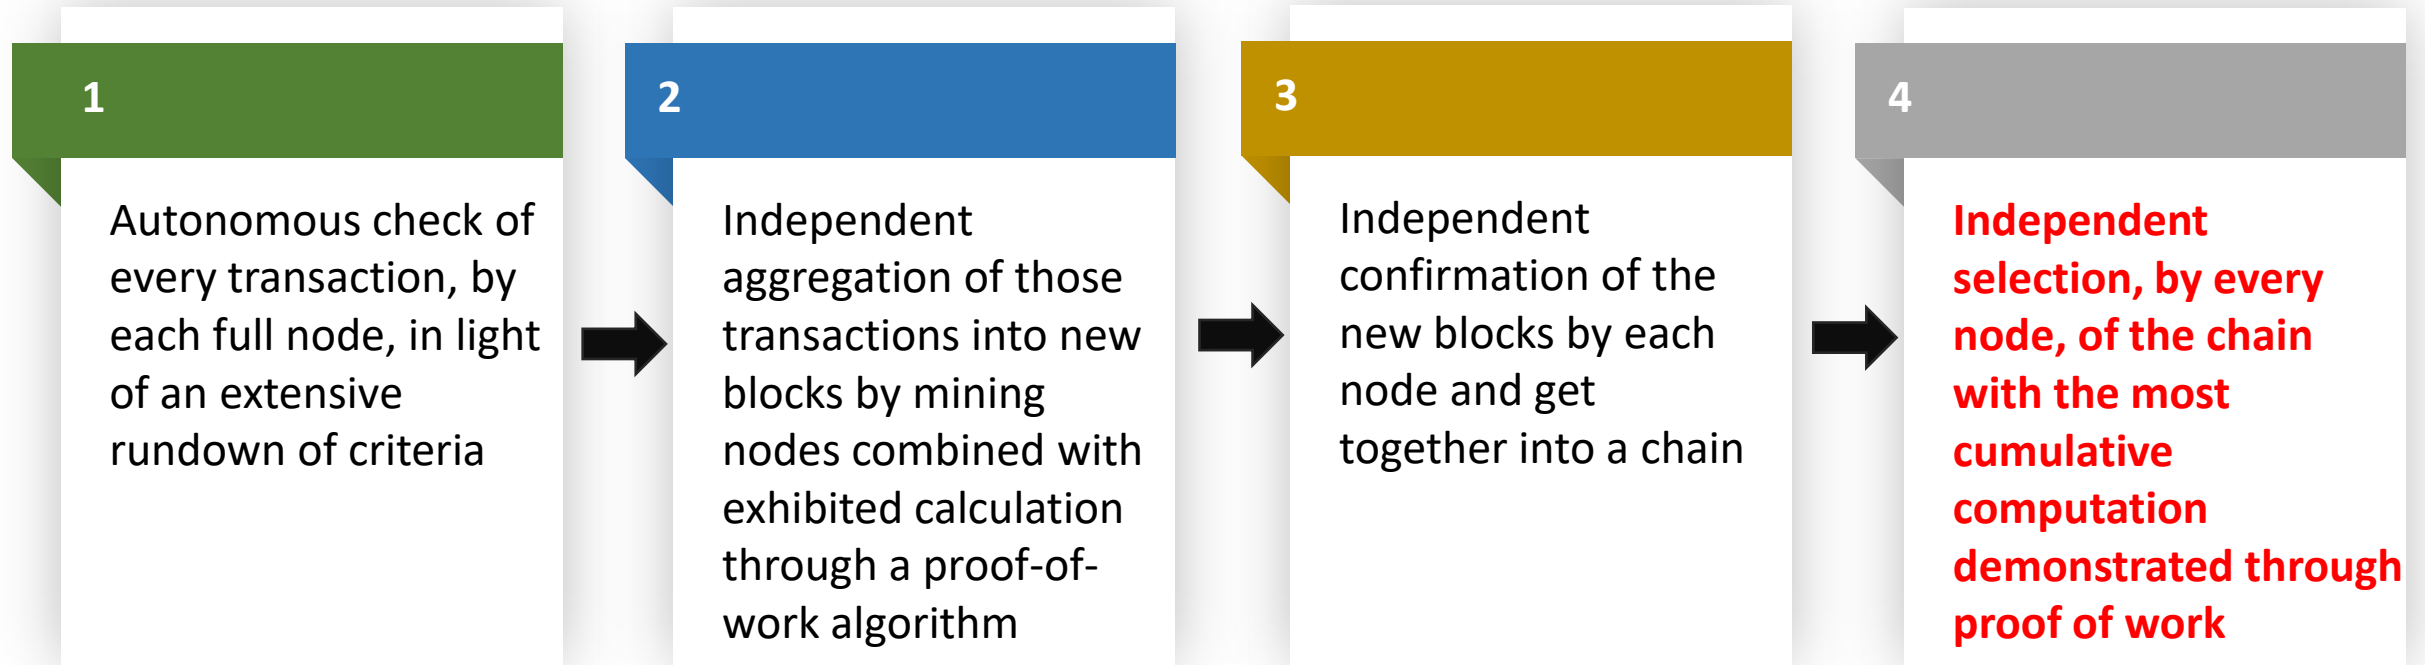 1
Autonomous check of
every transaction, by
each full node, in light
of an extensive
rundown of criteria
2
Independent
aggregation of those
transactions into new
blocks by mining
nodes combined with
exhibited calculation
through a proof-of-
work algorithm
3
Independent
confirmation of the
new blocks by each
node and get
together into a chain
4
Independent
selection, by every
node, of the chain
with the most
cumulative
computation
demonstrated through
proof of work